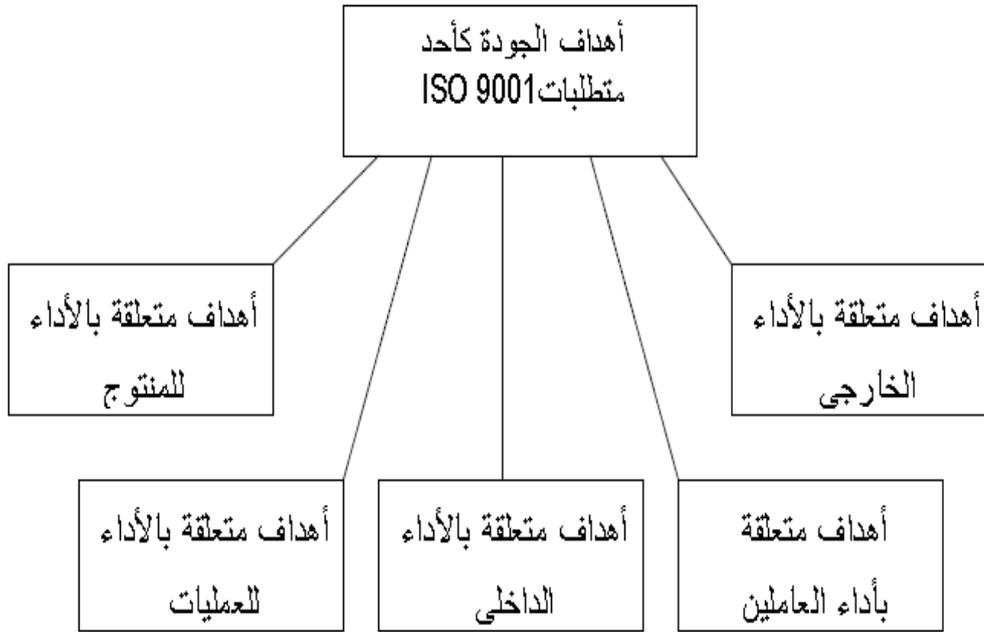 أهداف الجودة كأحد
متطلبات ISO 9001
أهداف متعلقة بالأداء
الخارجى
أهداف متعلقة بالأداء
للمنتوج
أهداف متعلقة
بأداء العاملين
أهداف متعلقة بالأداء
الداخلى
أهداف متعلقة بالأداء
للعمليات